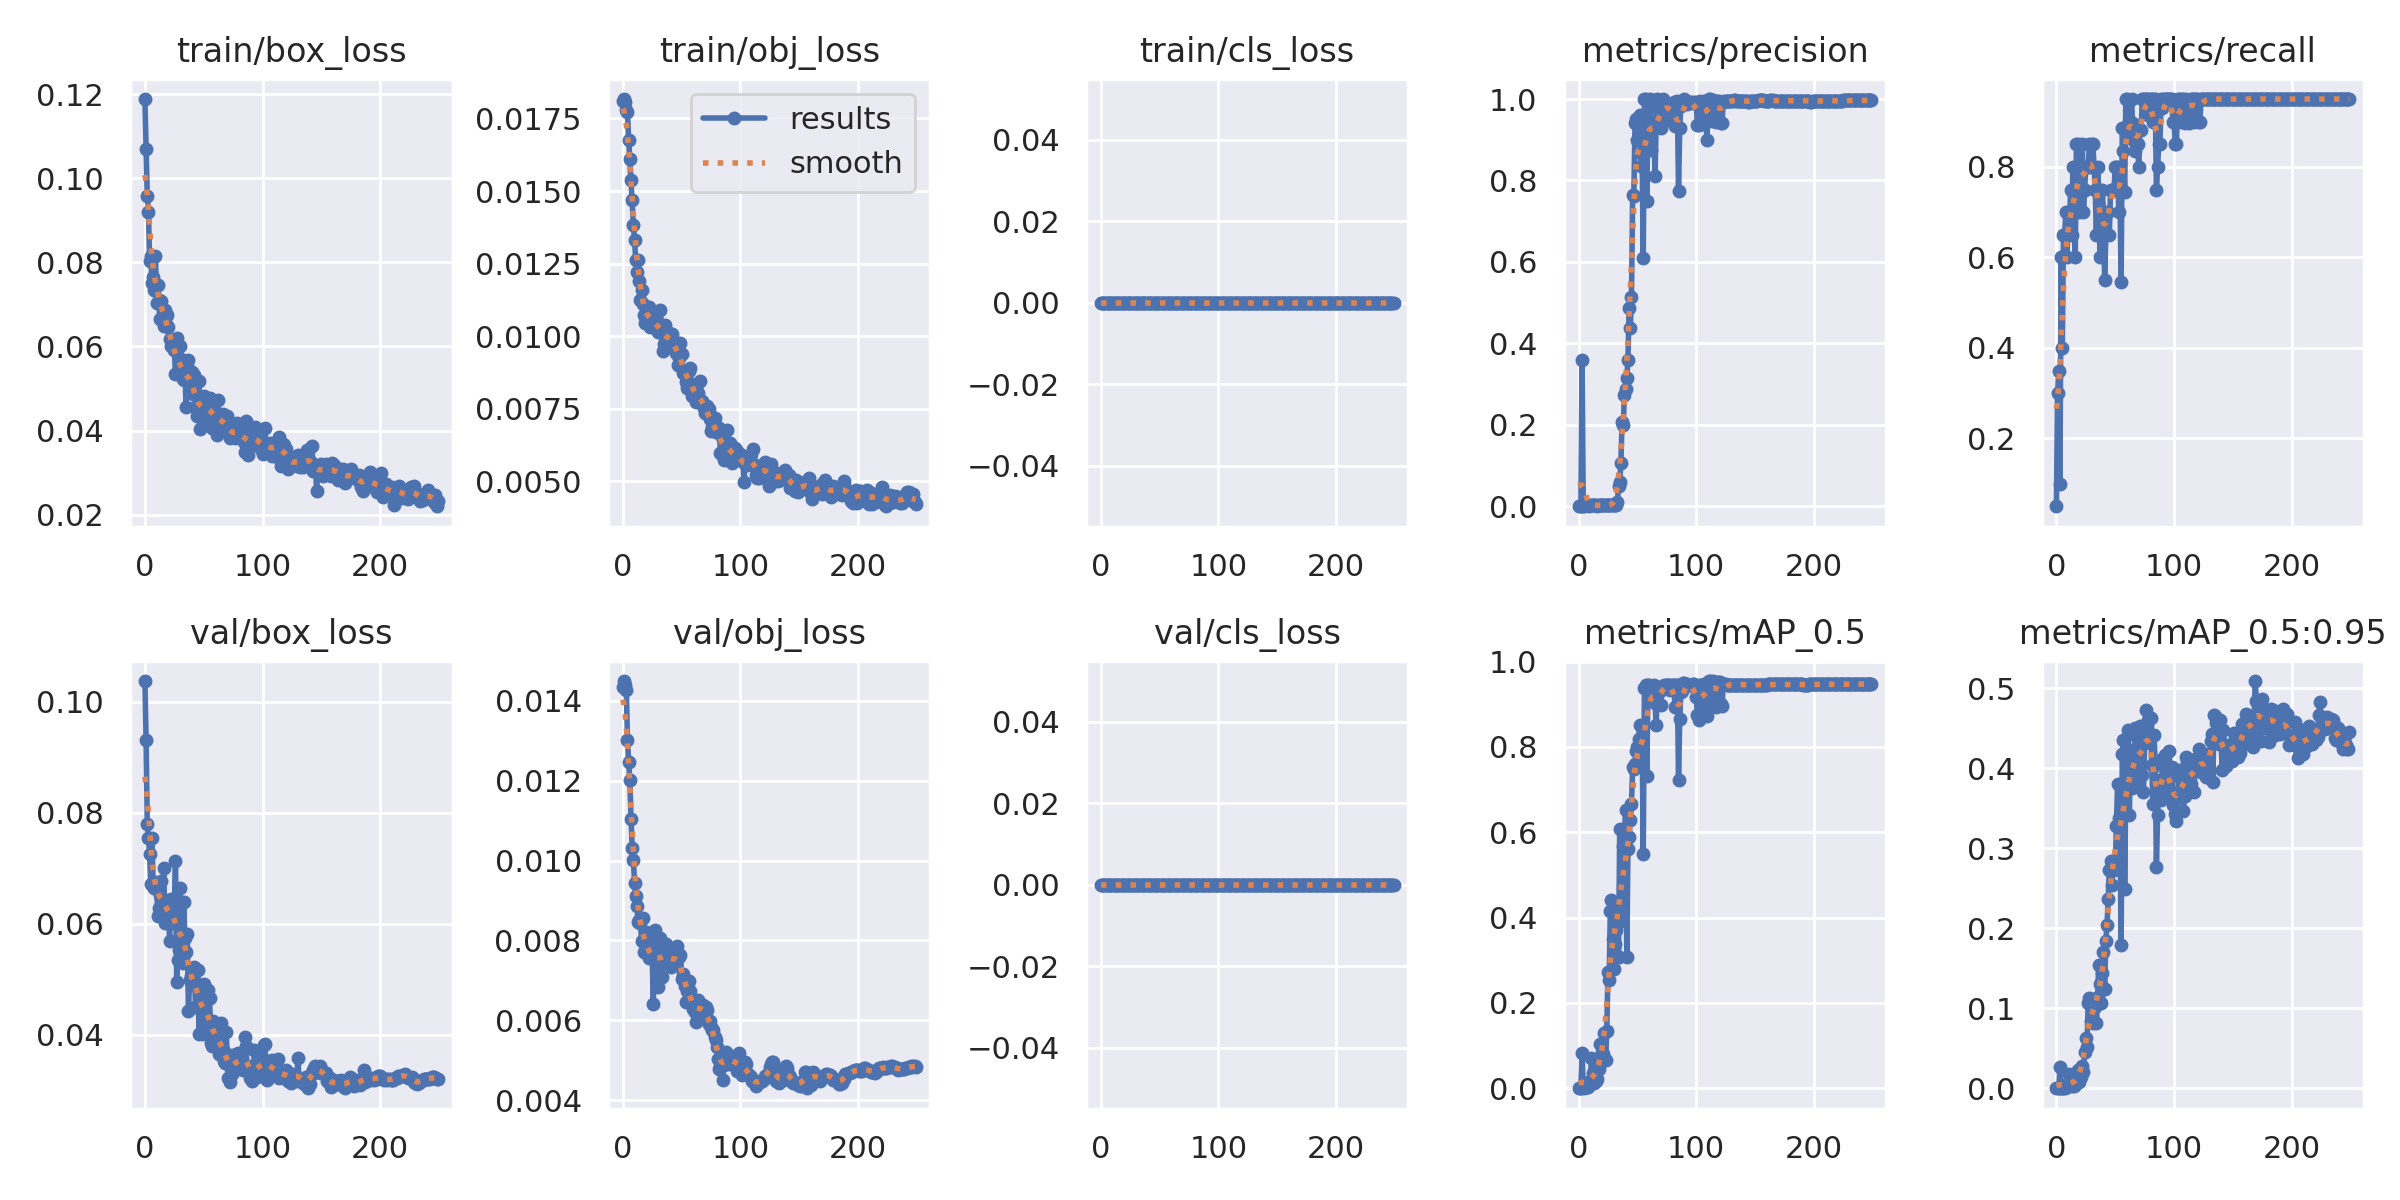 train/box_loss
0.12
0.10
0.08
0.06
0.04
0.02
0 100 200
train/obj_loss
results
smooth
0.0175
0.0150
0.0125
0.0100
0.0075
0.0050
0 100 200
train/cls_loss
0.04
0.02
0.00
−0.02
−0.04
0 100 200
metrics/precision
1.0
0.8
0.6
0.4
0.2
0.0
0 100 200
metrics/recall
0.8
0.6
0.4
0.2
0 100 200
val/box_loss
0.10
0.08
0.06
0.04
0 100 200
val/obj_loss
0.014
0.012
0.010
0.008
0.006
0.004
0 100 200
val/cls_loss
0.04
0.02
0.00
−0.02
−0.04
0 100 200
metrics/mAP_0.5
1.0
0.8
0.6
0.4
0.2
0.0
0 100 200
metrics/mAP_0.5:0.95
0.5
0.4
0.3
0.2
0.1
0.0
0 100 200